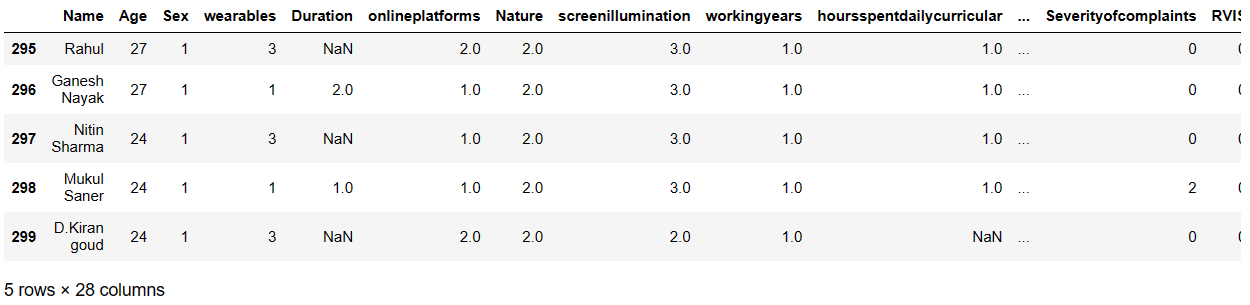 Name Age Sex wearables Duration onlineplatforms Nature screenillumination workingyears hoursspentdailycurricular ... Severityofcomplaints
295 Rahul 27 1 3 NaN 2.0 2.0 3.0 1.0 1.0 ... 0
296 Ganesh Nayak 27 1 1 2.0 1.0 2.0 3.0 1.0 1.0 ... 0
297 Nitin Sharma 24 1 3 NaN 1.0 2.0 3.0 1.0 1.0 ... 0
298 Mukul Saner 24 1 1 1.0 1.0 2.0 3.0 1.0 1.0 ... 2
299 D.Kiran goud 24 1 3 NaN 2.0 2.0 2.0 1.0 NaN ... 0
5 rows × 28 columns